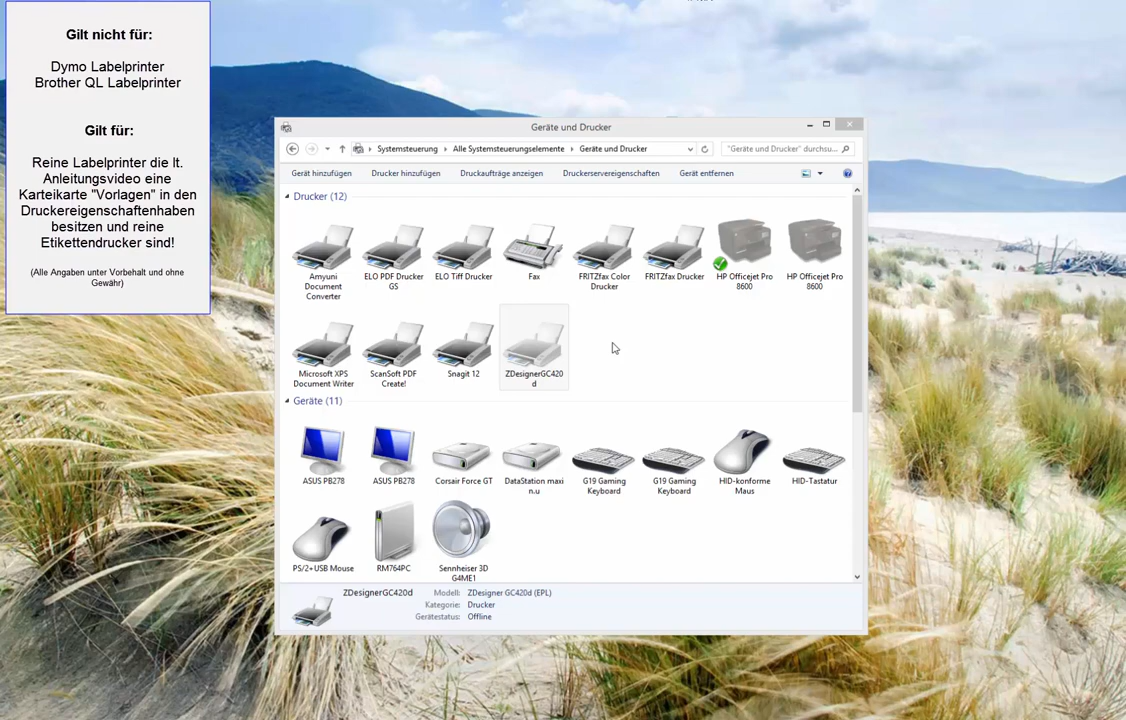 Gilt nicht für:
Dymo Labelprinter
Brother QL Labelprinter
Gilt für:
Reine Labelprinter die lt.
Anleitungsvideo eine
Karteikarte "Vorlagen" in den
Druckereigenschaftenhaben
besitzen und reine
Etikettendrucker sind!
(Alle Angaben unter Vorbehalt und ohne
Gewähr)
Geräte und Drucker
Systemsteuerung
Alle Systemsteuerungselemente
Geräte und Drucker
"Geräte und Drucker" durchsu...
Gerät hinzufügen
Drucker hinzufügen
Druckaufträge anzeigen
Druckerservereigenschaften
Gerät entfernen
Drucker (12)
Amyuni
Document
Converter
ELO PDF Drucker
GS
ELO Tiff Drucker
Fax
FRITZfax Color
Drucker
FRITZfax Drucker
HP Officejet Pro
8600
HP Officejet Pro
8600
Microsoft XPS
Document Writer
ScanSoft PDF
Create!
Snagit 12
ZDesignerGC420
d
Geräte (11)
ASUS PB278
ASUS PB278
Corsair Force GT
DataStation maxi
n.u
G19 Gaming
Keyboard
G19 Gaming
Keyboard
HID-konforme
Maus
HID-Tastatur
PS/2+USB Mouse
RM764PC
Sennheiser 3D
G4ME1
ZDesignerGC420d
Modell: ZDesigner GC420d (EPL)
Kategorie: Drucker
Gerätestatus: Offline